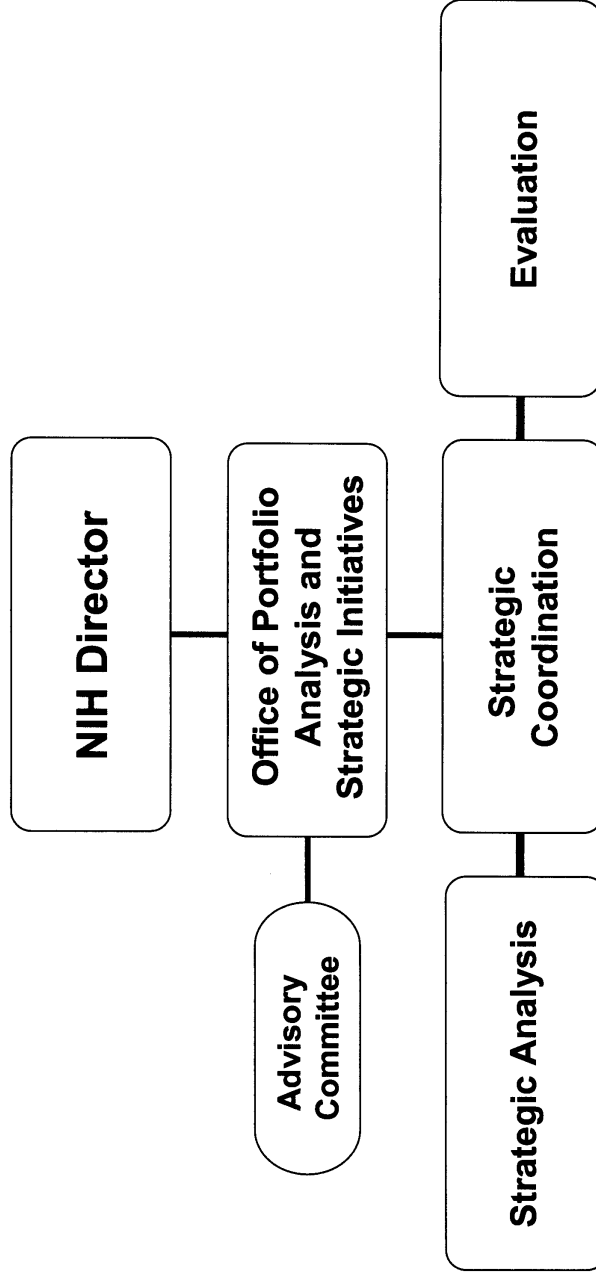 NIH Director
Office of Portfolio
Analysis and
Strategic Initiatives
Advisory
Committee
Strategic Analysis
Strategic
Coordination
Evaluation